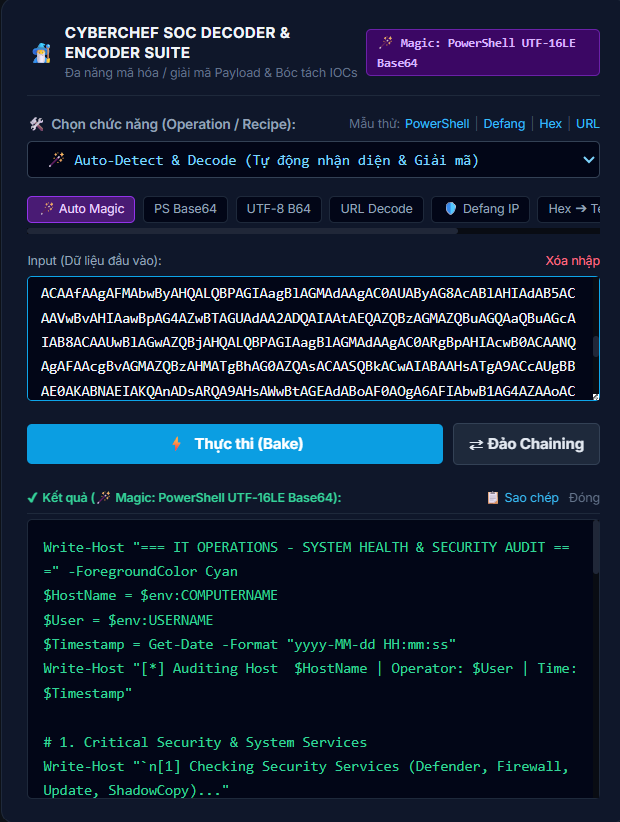 CYBERCHEF SOC DECODER &
ENCODER SUITE
Đa năng mã hóa / giải mã Payload & Bóc tách IOCs
Magic: PowerShell UTF-16LE
Base64
Chọn chức năng (Operation / Recipe):
Mẫu thử: PowerShell | Defang | Hex | URL
Auto-Detect & Decode (Tự động nhận diện & Giải mã)
Auto Magic
PS Base64
UTF-8 B64
URL Decode
Defang IP
Hex → Te
Input (Dữ liệu đầu vào):
Xóa nhập
ACAAfAAgAFMAbwByAHQALQBPAGIAagBlAGMAdAAgAC0AUAByAG8AcABlAHIAdAB5AC
AAVwBvAHIAawBpAG4AZwBTAGUAdAA2ADQAIAAtAEQAZQBzAGMAZQBuAGQAaQBuAGcA
IAB8ACAAUwBlAGwAZQBjAHQALQBPAGIAagBlAGMAdAAgAC0ARgBpAHIAcwB0ACAANQ
AgAFAAcgBvAGMAZQBzAHMATgBhAG0AZQAsACAASQBkACwAIABAAHsATgA9ACcAUgBB
AE0AKABNAEIAKQAnADsARQA9AHsAWwBtAGEAdABoAF0AOgA6AFIAbwB1AG4AZAAoAC
Thực thi (Bake)
⇄ Đảo Chaining
✓ Kết quả (Magic: PowerShell UTF-16LE Base64):
Sao chép
Đóng
Write-Host "=== IT OPERATIONS - SYSTEM HEALTH & SECURITY AUDIT ==
=" -ForegroundColor Cyan
$HostName = $env:COMPUTERNAME
$User = $env:USERNAME
$Timestamp = Get-Date -Format "yyyy-MM-dd HH:mm:ss"
Write-Host "[*] Auditing Host  $HostName | Operator: $User | Time:
$Timestamp"
# 1. Critical Security & System Services
Write-Host "`n[1] Checking Security Services (Defender, Firewall,
Update, ShadowCopy)..."